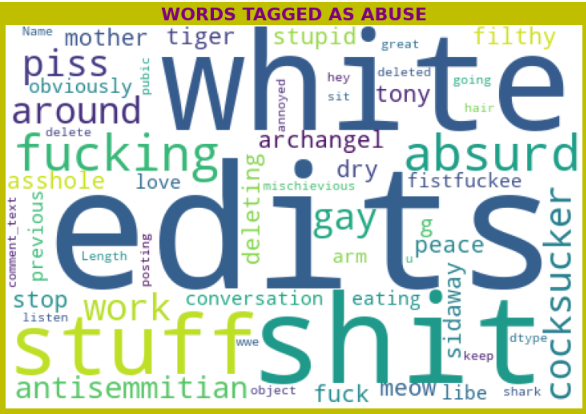 WORDS TAGGED AS ABUSE
Name mother tiger stupid great filthy
piss pubic white hey deleted going
obviously annoyed sit tony hair
around archangel
delete
fucking dry absurd
asshole love deleting mischievious fistfuckee
comment_text previous edits gay g peace
Length posting arm u cocksucker
stop work conversation eating sidaway
listen stuff wwe shit keep dtype
antisemmitian object fuck meow libe shark